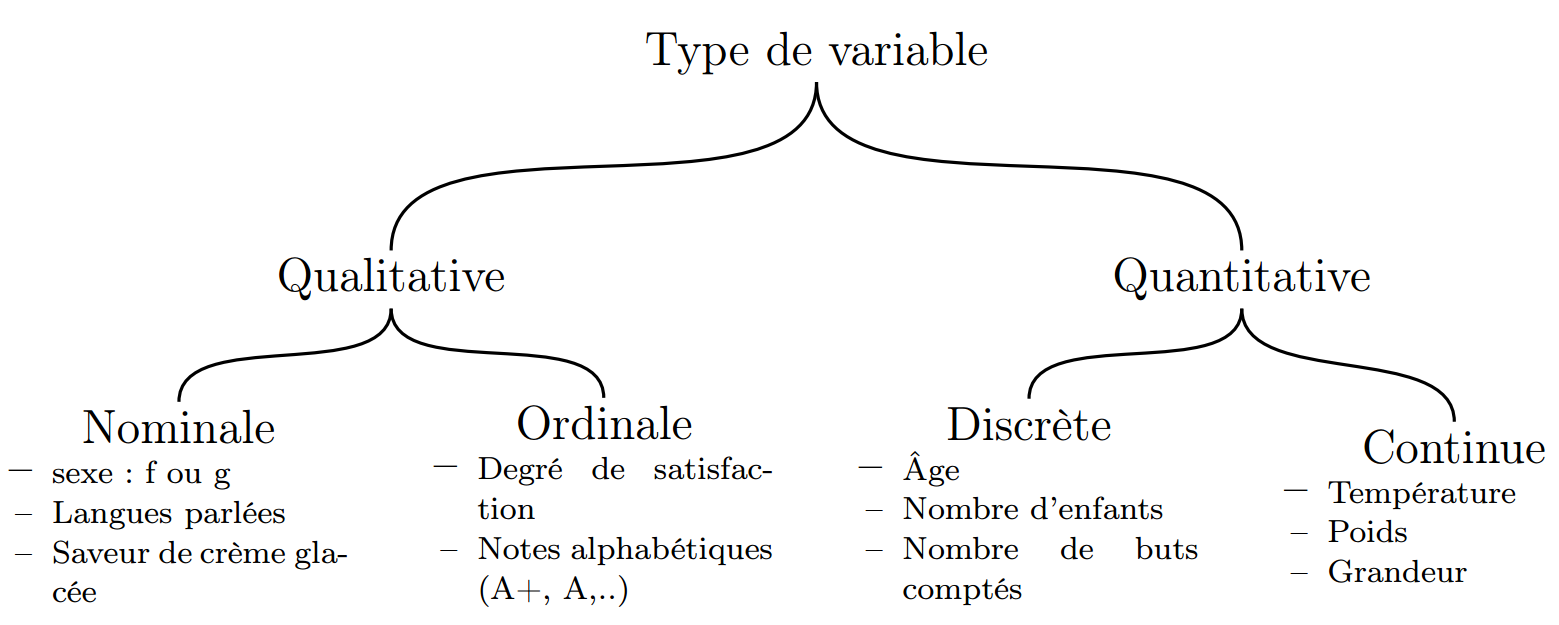 Type de variable
Qualitative
Quantitative
Nominale
— sexe : f ou g
– Langues parlées
– Saveur de crème gla-
cée
Ordinale
— Degré de satisfac-
tion
– Notes alphabétiques
(A+, A,..)
Discrète
— Âge
– Nombre d'enfants
– Nombre de buts
comptés
Continue
— Température
– Poids
– Grandeur